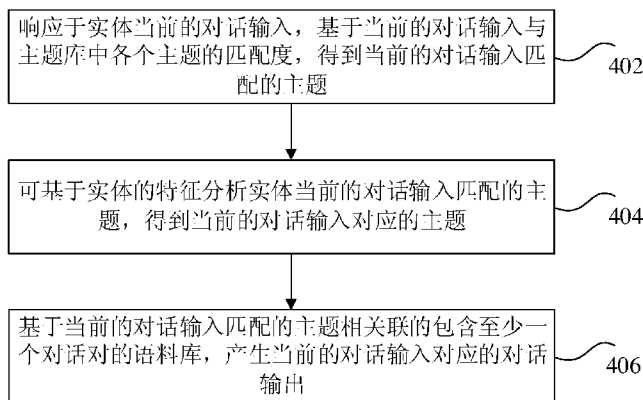 响应于实体当前的对话输入，基于当前的对话输入与
主题库中各个主题的匹配度，得到当前的对话输入匹
配的主题
402
可基于实体的特征分析实体当前的对话输入匹配的主
题，得到当前的对话输入对应的主题
404
基于当前的对话输入匹配的主题相关联的包含至少一
个对话对的语料库，产生当前的对话输入对应的对话
输出
406